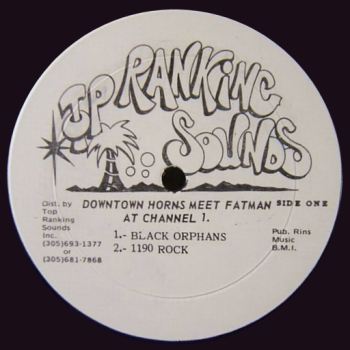 TOP RANKING
SOUNDS
DOWNTOWN HORNS MEET FATMAN
AT CHANNEL 1.
SIDE ONE
1.- BLACK ORPHANS
2.- 1190 ROCK
Dist. by
Top
Ranking
Sounds
Inc.
(305)693-1377
or
(305)681-7868
Pub. Rins
Music
B.M.I.